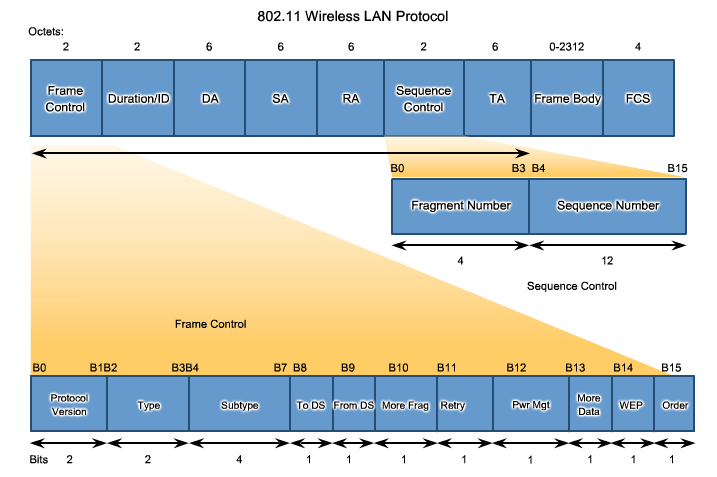 802.11 Wireless LAN Protocol
Octets:
2 2 6 6 6 2 6 0-2312 4
Frame Control Duration/ID DA SA RA Sequence Control TA Frame Body FCS
B0 B3 B4 B15
Fragment Number Sequence Number
4 12
Sequence Control
Frame Control
B0 B1 B2 B3 B4 B7 B8 B9 B10 B11 B12 B13 B14 B15
Protocol Version Type Subtype To DS From DS More Frag Retry Pwr Mgt More Data WEP Order
Bits 2 2 4 1 1 1 1 1 1 1 1